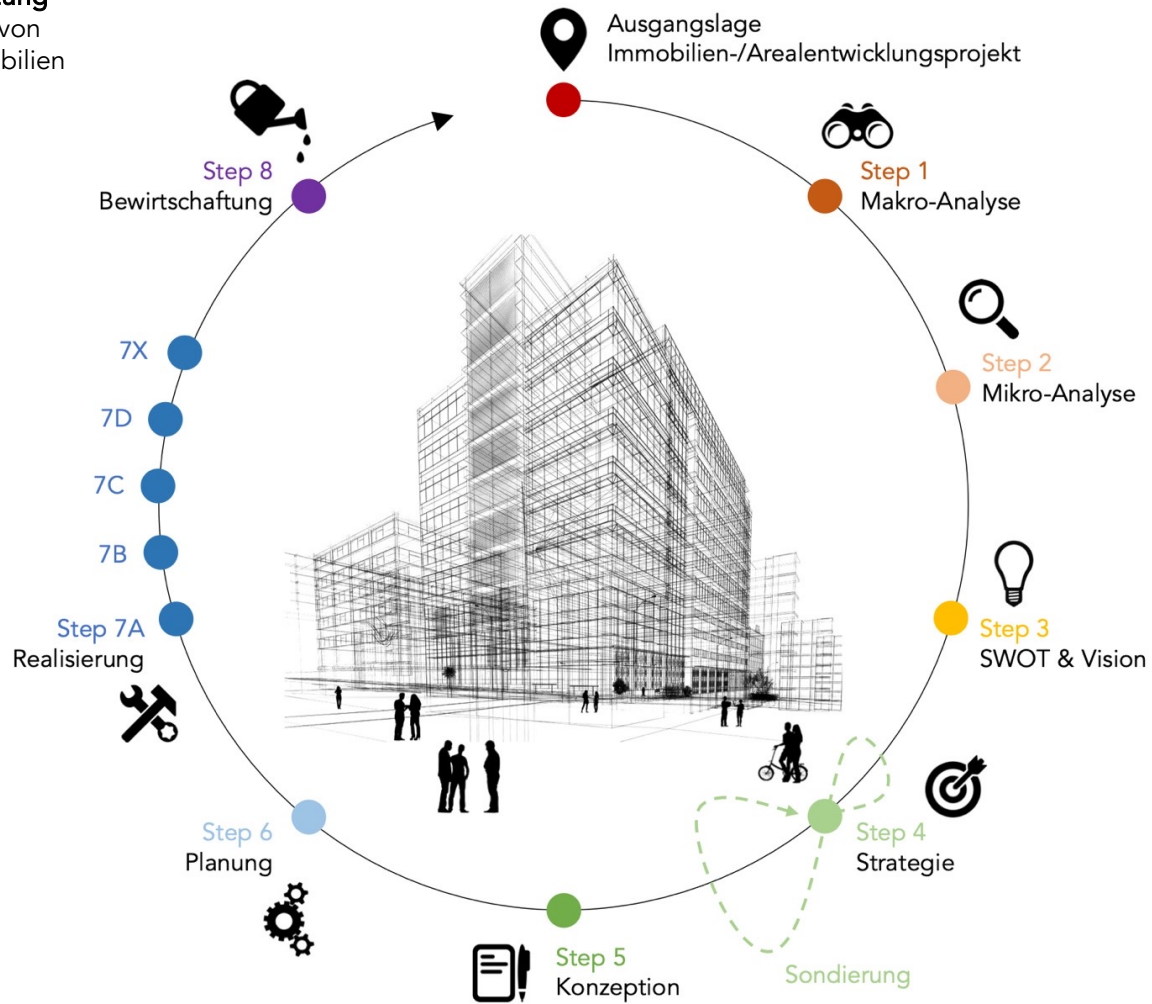 von
bilien
Ausgangslage
Immobilien-/Arealentwicklungsprojekt
Step 1
Makro-Analyse
Step 2
Mikro-Analyse
Step 3
SWOT & Vision
Step 4
Strategie
Sondierung
Step 5
Konzeption
Step 6
Planung
Step 7A
Realisierung
7B
7C
7D
7X
Step 8
Bewirtschaftung